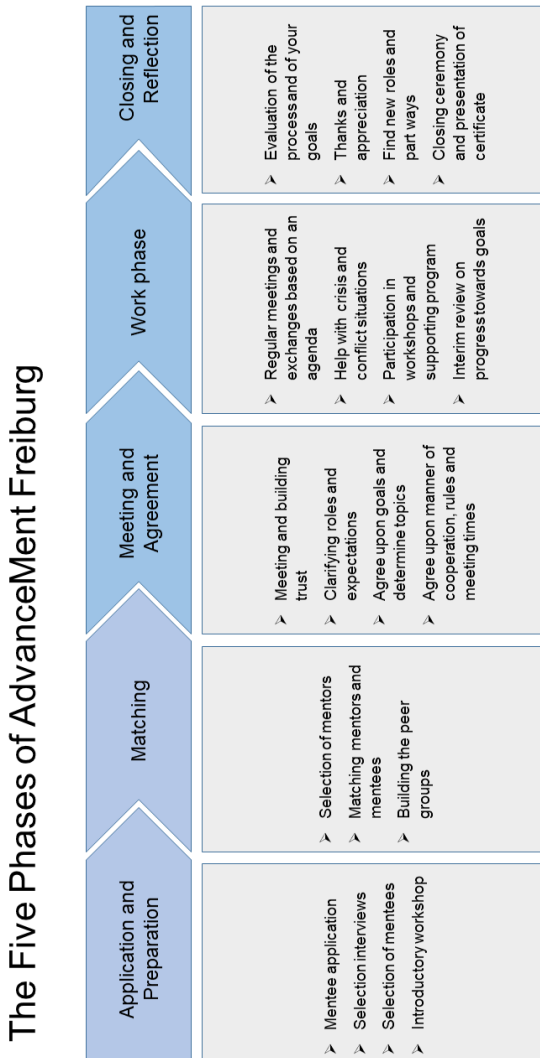 The Five Phases of AdvanceMent Freiburg
Application and
Preparation
➢ Mentee application
➢ Selection interviews
➢ Selection of mentees
➢ Introductory workshop
Matching
➢ Selection of mentors
➢ Matching mentors and
mentees
➢ Building the peer
groups
Meeting and
Agreement
➢ Meeting and building
trust
➢ Clarifying roles and
expectations
➢ Agree upon goals and
determine topics
➢ Agree upon manner of
cooperation, rules and
meeting times
Work phase
➢ Regular meetings and
exchanges based on an
agenda
➢ Help with crisis and
conflict situations
➢ Participation in
workshops and
supporting program
➢ Interim review on
progress towards goals
Closing and
Reflection
➢ Evaluation of the
process and of your
goals
➢ Thanks and
appreciation
➢ Find new roles and
part ways
➢ Closing ceremony
and presentation of
certificate